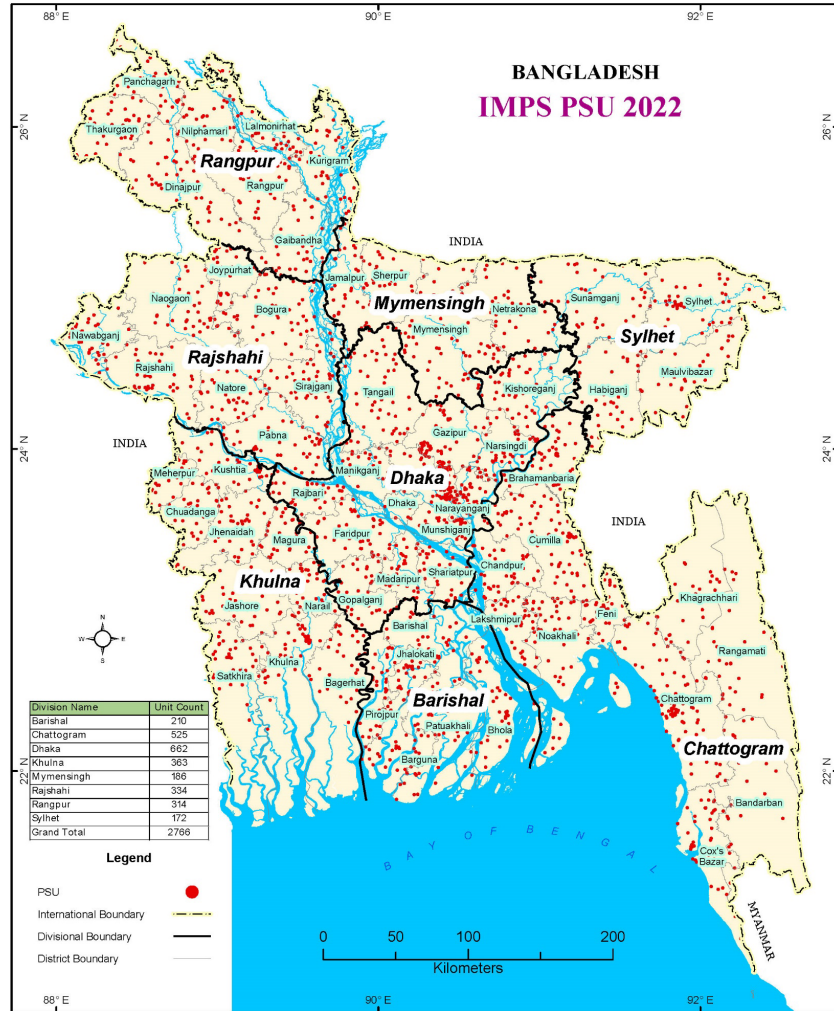 88° E 90° E 92° E
BANGLADESH
IMPS PSU 2022
26° N
26° N
Panchagarh
Thakurgaon
Nilphamari
Lalmonirhat
Rangpur
Kurigram
Dinajpur
Rangpur
Gaibandha
INDIA
Joypurhat
Jamalpur
Sherpur
Naogaon
Bogura
Mymensingh
Netrakona
Sunamganj
Sylhet
Nawabganj
Mymensingh
Sylhet
Rajshahi
Rajshahi
Natore
Sirajganj
Tangail
Kishoreganj
Habiganj
Maulvibazar
24° N
24° N
INDIA
Pabna
Gazipur
Narsingdi
Meherpur
Kushtia
Manikganj
Dhaka
Brahamanbaria
Chuadanga
Rajbari
Dhaka
Narayanganj
INDIA
Jhenaidah
Magura
Faridpur
Munshiganj
Cumilla
Khulna
Madaripur
Shariatpur
Chandpur
Jashore
Narail
Gopalganj
Barishal
Lakshmipur
Feni
Khagrachhari
Noakhali
Rangamati
N
W E
S
Satkhira
Khulna
Bagerhat
Jhalokati
Barishal
Pirojpur
Patuakhali
Bhola
Barguna
Chattogram
Chattogram
22° N
22° N
Bandarban
Cox's
Bazar
Division Name Unit Count
Barishal 210
Chattogram 525
Dhaka 662
Khulna 363
Mymensingh 186
Rajshahi 334
Rangpur 314
Sylhet 172
Grand Total 2766
BAY OF BENGAL
MYANMAR
Legend
PSU
International Boundary
Divisional Boundary
District Boundary
0 50 100 200
Kilometers
88° E 90° E 92° E